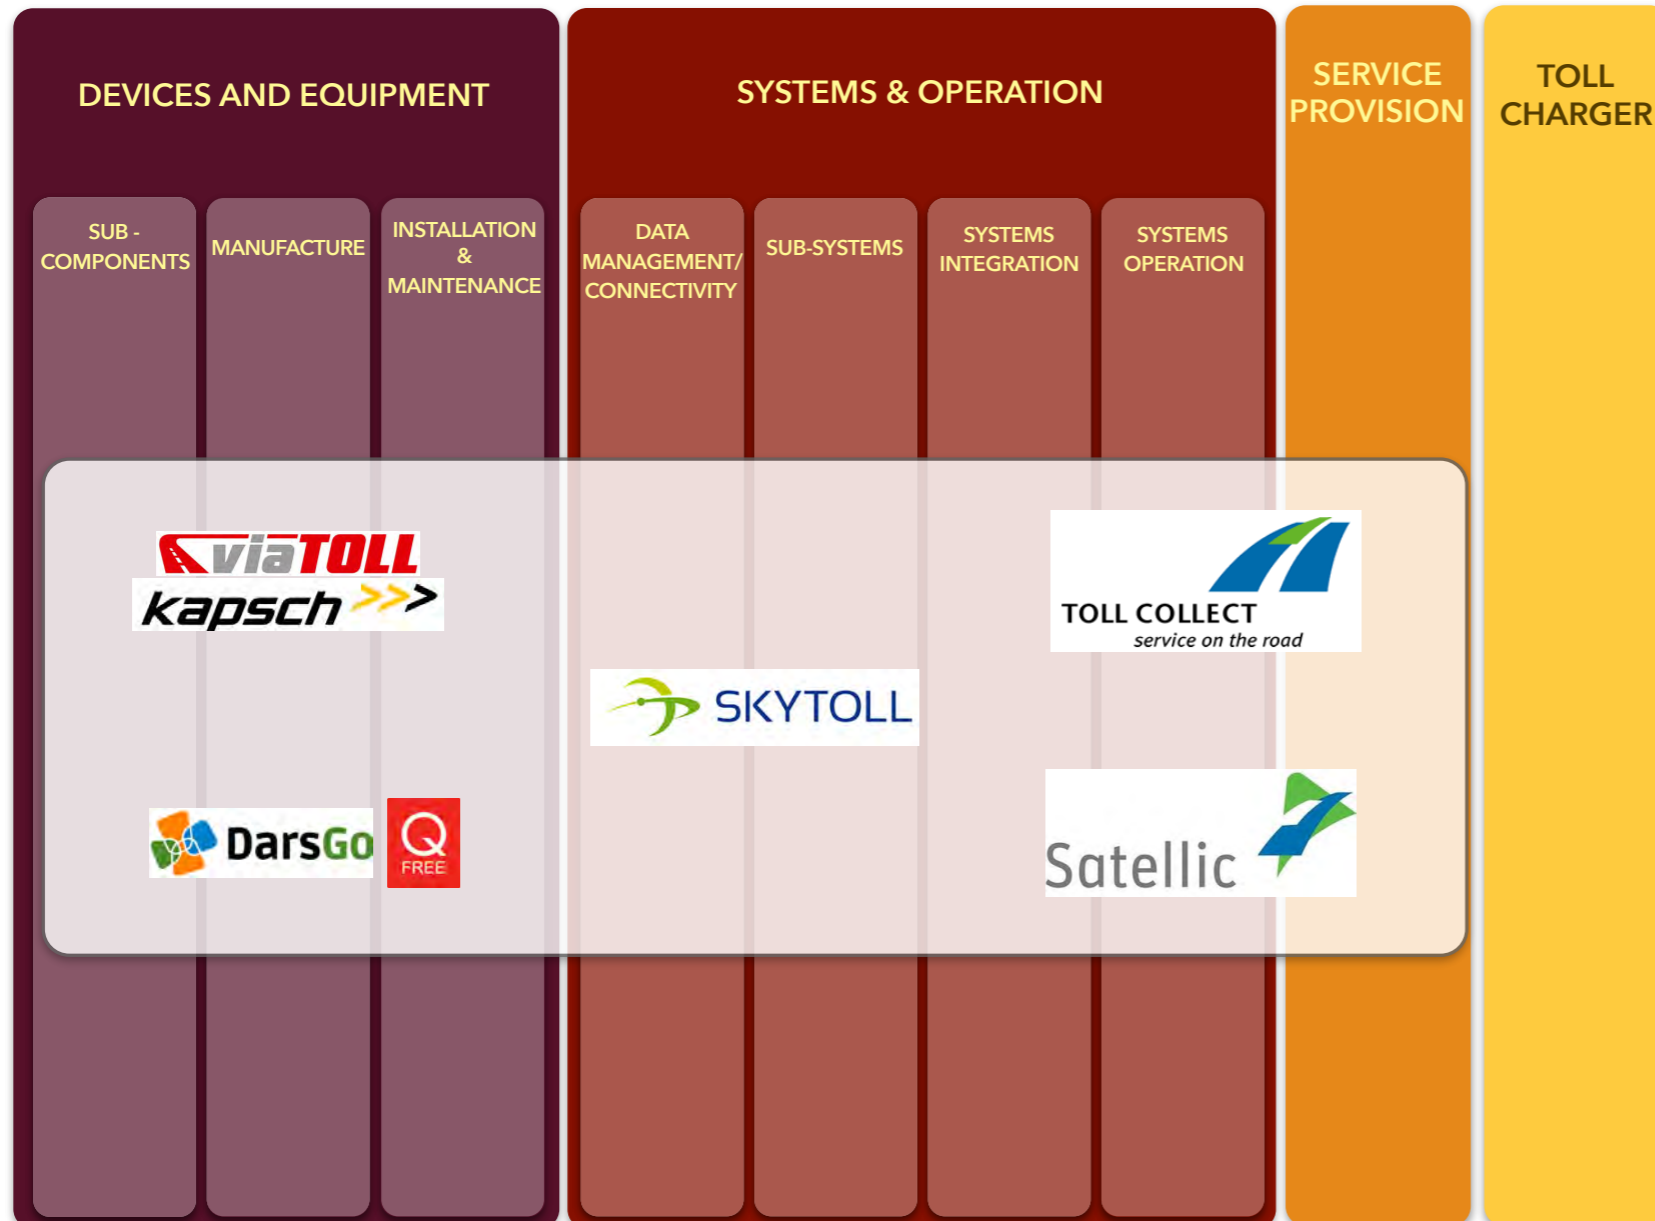 DEVICES AND EQUIPMENT
SYSTEMS & OPERATION
SERVICE
PROVISION
TOLL
CHARGER
SUB -
COMPONENTS
MANUFACTURE
INSTALLATION
&
MAINTENANCE
DATA
MANAGEMENT/
CONNECTIVITY
SUB-SYSTEMS
SYSTEMS
INTEGRATION
SYSTEMS
OPERATION
viaTOLL
kapsch >>>
TOLL COLLECT
service on the road
SKYTOLL
DarsGo
Q
FREE
Satellic